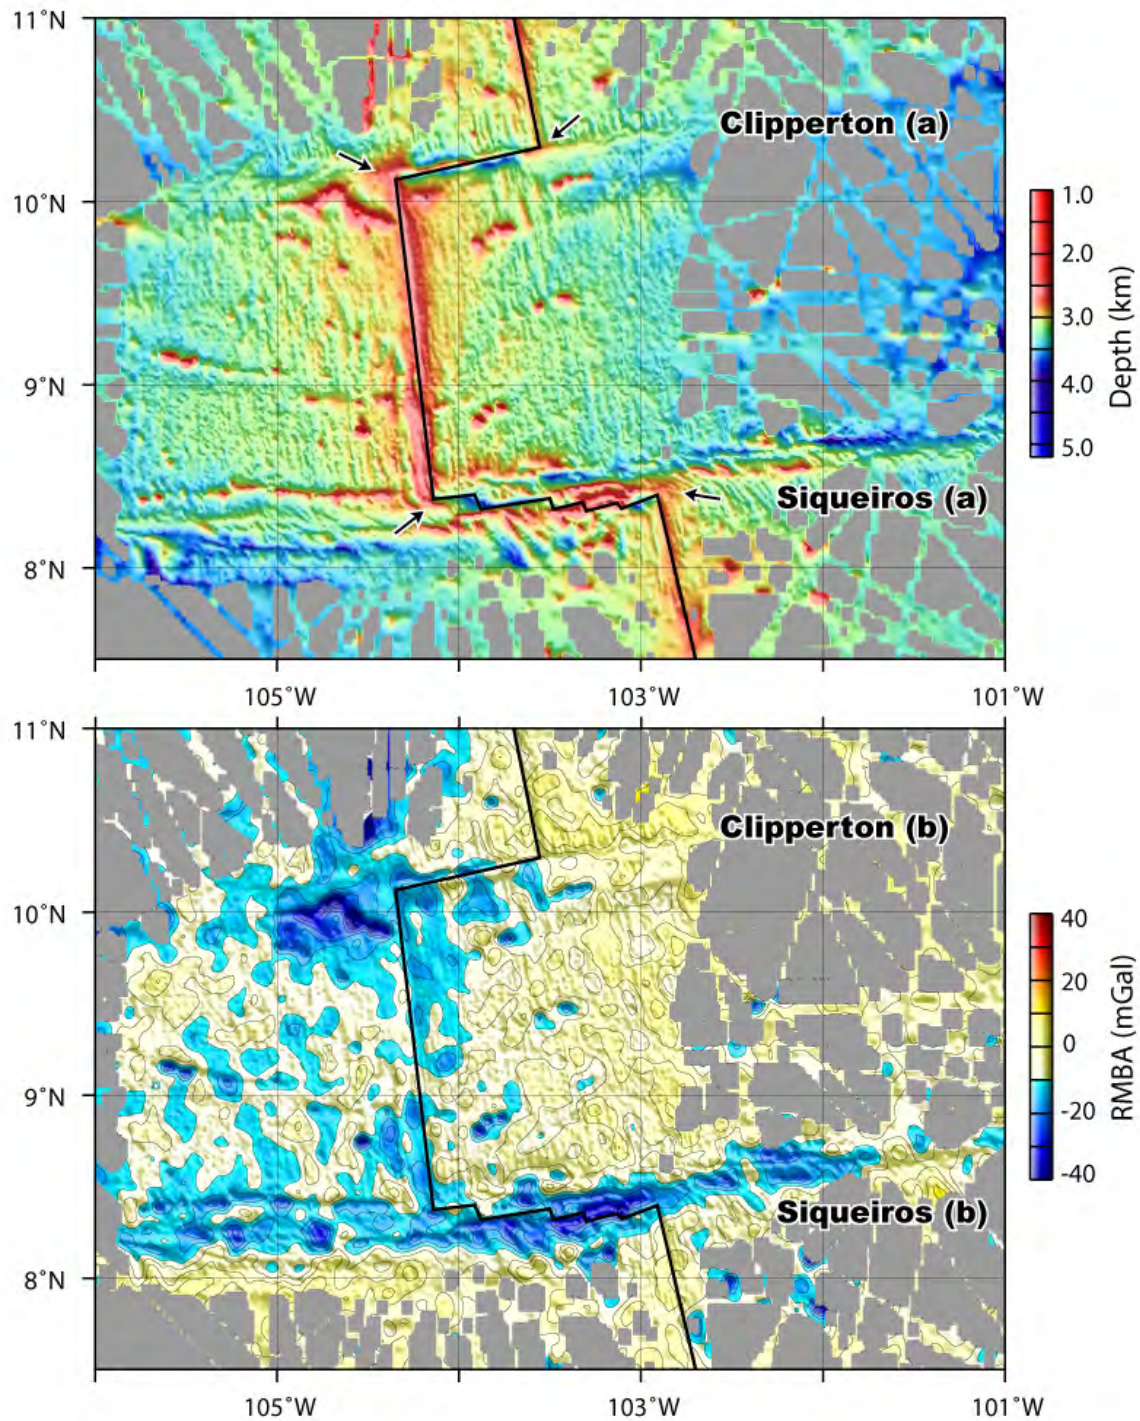 11°N
Clipperton (a)
10°N
9°N
Siqueiros (a)
8°N
1.0
2.0
3.0
4.0
5.0
Depth (km)
105°W
103°W
101°W
11°N
Clipperton (b)
10°N
9°N
Siqueiros (b)
8°N
40
20
0
-20
-40
RMBA (mGal)
105°W
103°W
101°W